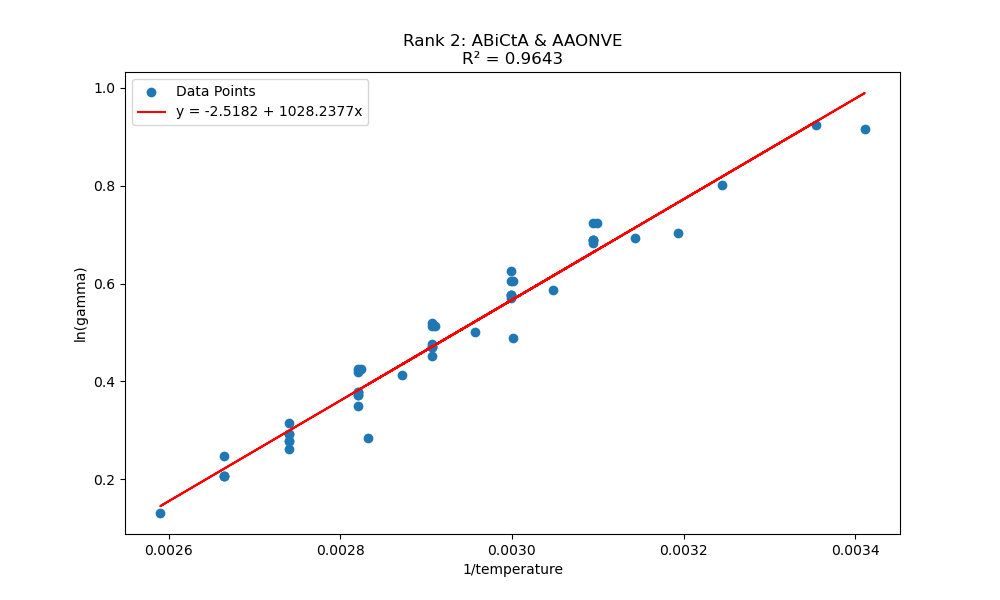 Rank 2: ABiCtA & AAONVE
R² = 0.9643
Data Points
y = -2.5182 + 1028.2377x
1.0
0.8
0.6
0.4
0.2
ln(gamma)
0.0026
0.0028
0.0030
0.0032
0.0034
1/temperature